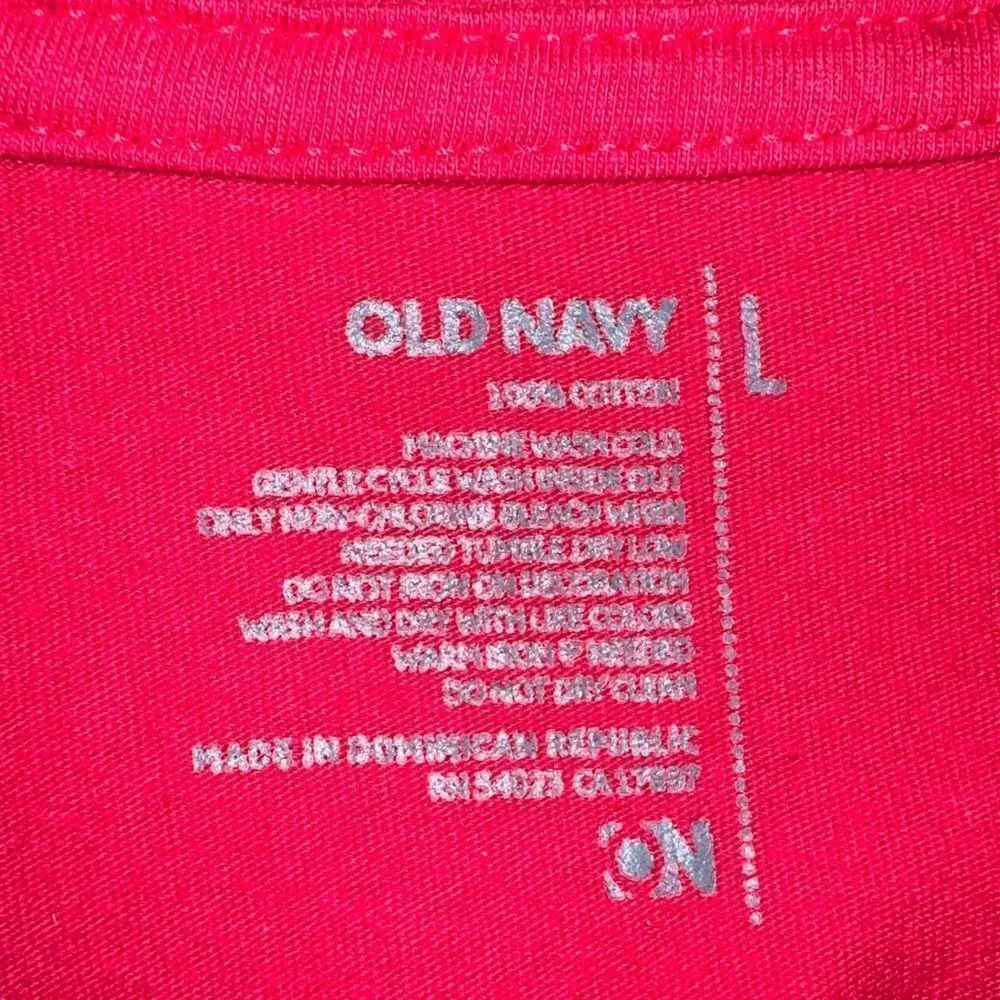 OLD NAVY
L
100% COTTON
MACHINE WASH COLD
GENTLE CYCLE WASH INSIDE OUT
ONLY NON-CHLORINE BLEACH WHEN
NEEDED TUMBLE DRY LOW
DO NOT IRON ON DECORATION
WASH AND DRY WITH LIKE COLORS
WARM IRON IF NEEDED
DO NOT DRY CLEAN
MADE IN DOMINICAN REPUBLIC
RN 54023 CA 17897
ON